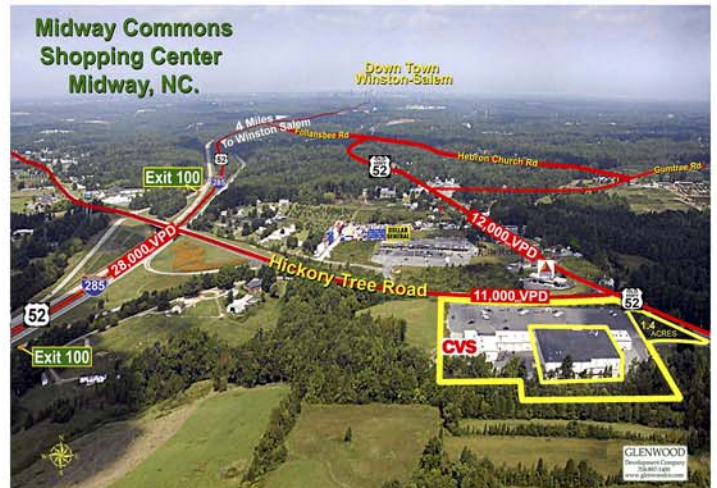 Midway Commons
Shopping Center
Midway, NC.
Down Town
Winston-Salem
4 Miles
To Winston Salem
Follansbee Rd
52
Hebron Church Rd
52
Gumtree Rd
Exit 100
285
DOLLAR GENERAL
12,000 VPD
28,000 VPD
Hickory Tree Road
285
11,000 VPD
52
52
1.4
ACRES
CVS
Exit 100
GLENWOOD
Development Company